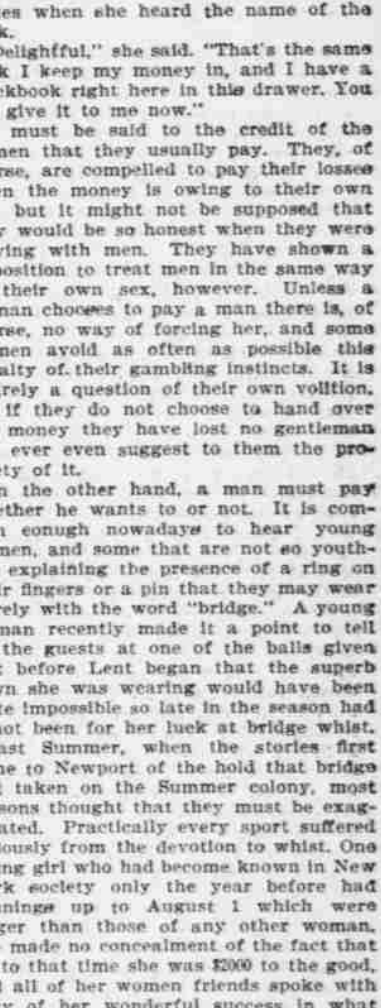 es when she heard the name of the
k.
Delightful," she said. "That's the same
k I keep my money in, and I have a
ckbook right here in this drawer. You
give it to me now."
must be said to the credit of the
men that they usually pay. They, of
rse, are compelled to pay their losses
en the money is owing to their own
but it might not be supposed that
y would be so honest when they were
ying with men. They have shown a
position to treat men in the same way
their own sex, however. Unless a
man chooses to pay a man there is, of
rse, no way of forcing her, and some
men avoid as often as possible this
alty of their gambling instincts. It is
rely a question of their own volition.
if they do not choose to hand over
money they have lost no gentleman
ever even suggest to them the pro-
ety of it.
n the other hand, a man must pay
ether he wants to or not. It is com-
n eonugh nowadays to hear young
men, and some that are not so youth-
explaining the presence of a ring on
ir fingers or a pin that they may wear
rely with the word "bridge." A young
man recently made it a point to tell
the guests at one of the balls given
t before Lent began that the superb
wn she was wearing would have been
te impossible so late in the season had
not been for her luck at bridge whist.
ast Summer, when the stories first
me to Newport of the hold that bridge
t taken on the Summer colony, most
sons thought that they must be exag-
ated. Practically every sport suffered
iously from the devotion to whist. One
ng girl who had become known in New
rk society only the year before had
nnings up to August 1 which were
ger than those of any other woman.
made no concealment of the fact that
to that time she was $2000 to the good,
d all of her women friends spoke with
y of her wonderful success in what